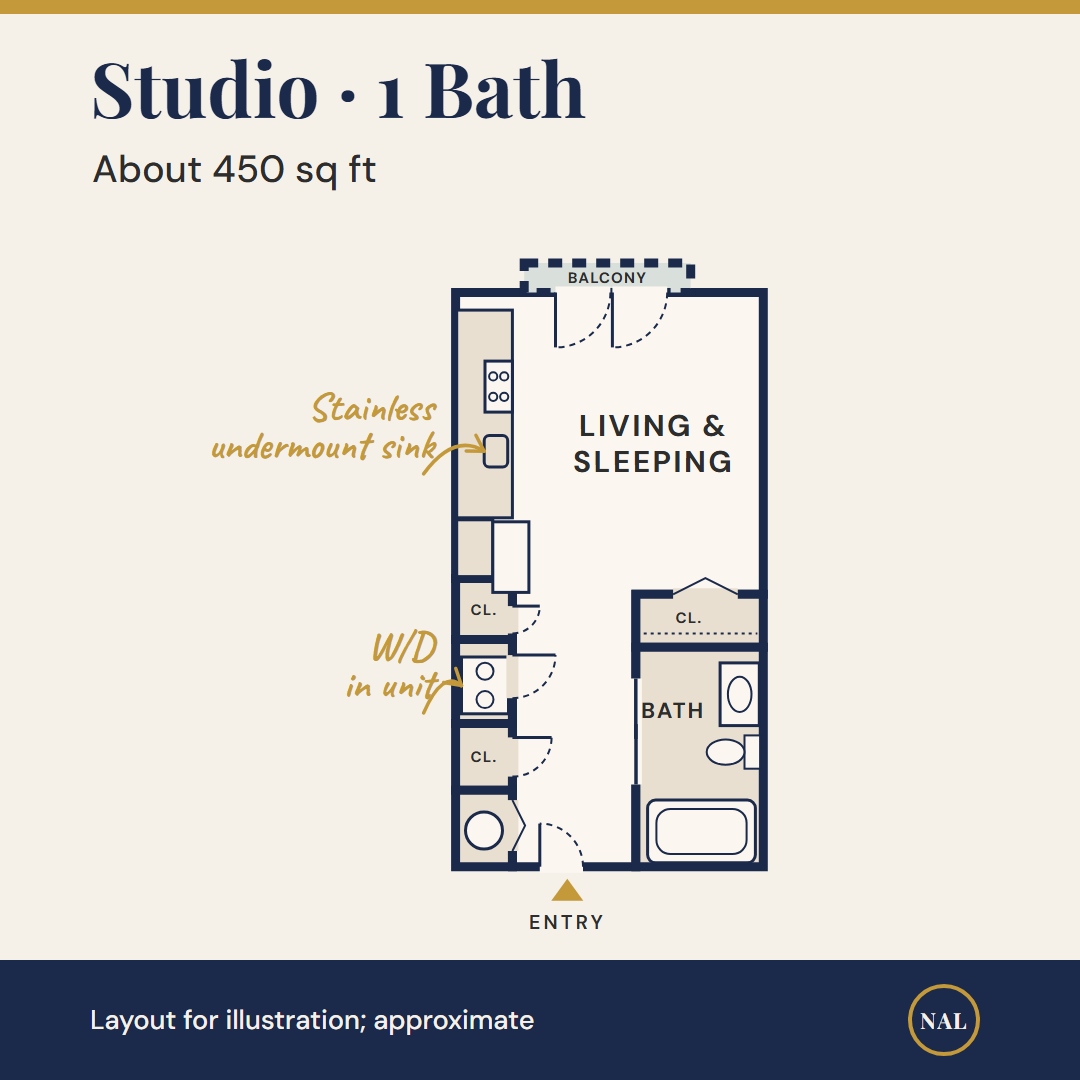 Studio · 1 Bath
About 450 sq ft
BALCONY
Stainless
undermount sink
LIVING &
SLEEPING
CL.
CL.
W/D
in unit
BATH
CL.
ENTRY
Layout for illustration; approximate
NAL